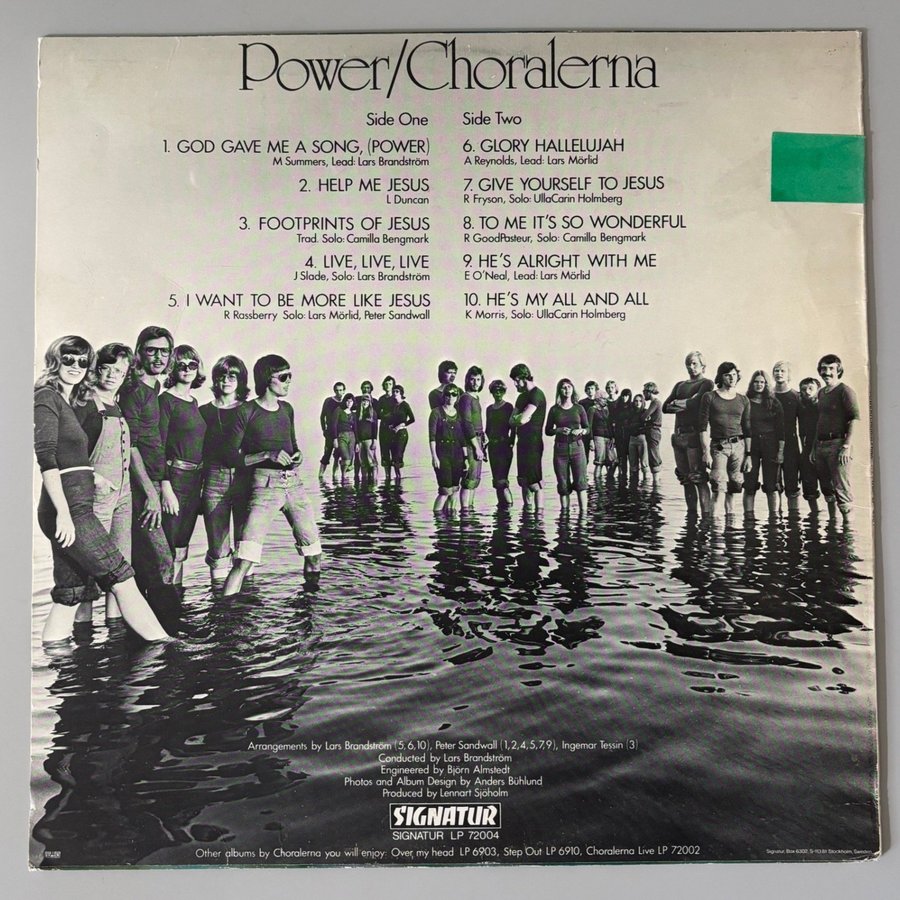 Power/Choralerna
Side One
1. GOD GAVE ME A SONG, (POWER)
M Summers, Lead: Lars Brandström
2. HELP ME JESUS
L Duncan
3. FOOTPRINTS OF JESUS
Trad. Solo: Camilla Bengmark
4. LIVE, LIVE, LIVE
J Slade, Solo: Lars Brandström
5. I WANT TO BE MORE LIKE JESUS
R Rassberry Solo: Lars Mörlid, Peter Sandwall
Side Two
6. GLORY HALLELUJAH
A Reynolds, Lead: Lars Mörlid
7. GIVE YOURSELF TO JESUS
R Fryson, Solo: UllaCarin Holmberg
8. TO ME IT'S SO WONDERFUL
R GoodPasteur, Solo: Camilla Bengmark
9. HE'S ALRIGHT WITH ME
E O'Neal, Lead: Lars Mörlid
10. HE'S MY ALL AND ALL
K Morris, Solo: UllaCarin Holmberg
Arrangements by Lars Brandström (5,6,10), Peter Sandwall (1,2,4,5,7,9), Ingemar Tessin (3)
Conducted by Lars Brandström
Engineered by Björn Almstedt
Photos and Album Design by Anders Bühlund
Produced by Lennart Sjöholm
SIGNATUR
SIGNATUR LP 72004
Other albums by Choralerna you will enjoy: Over my head LP 6903, Step Out LP 6910, Choralerna Live LP 72002
Signatur, Box 6302, S-113 81 Stockholm, Sweden